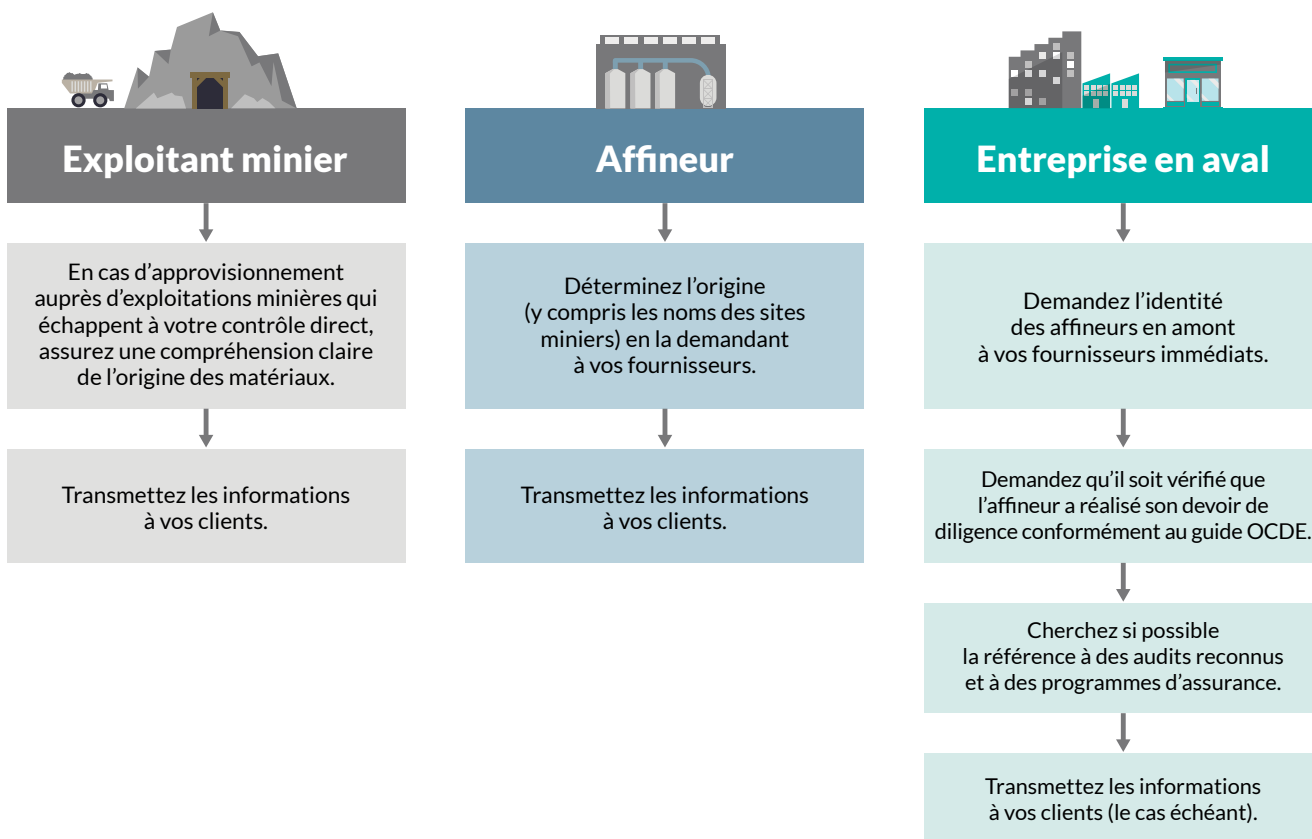 Exploitant minier
En cas d’approvisionnement
auprès d’exploitations minières qui
échappent à votre contrôle direct,
assurez une compréhension claire
de l’origine des matériaux.
Transmettez les informations
à vos clients.
Affineur
Déterminez l’origine
(y compris les noms des sites
miniers) en la demandant
à vos fournisseurs.
Transmettez les informations
à vos clients.
Entreprise en aval
Demandez l’identité
des affineurs en amont
à vos fournisseurs immédiats.
Demandez qu’il soit vérifié que
l’affineur a réalisé son devoir de
diligence conformément au guide OCDE.
Cherchez si possible
la référence à des audits reconnus
et à des programmes d’assurance.
Transmettez les informations
à vos clients (le cas échéant).